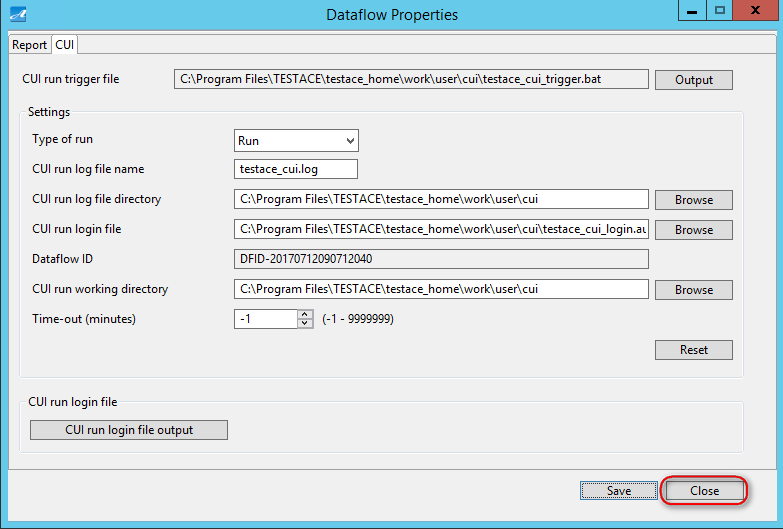 Dataflow Properties
Report CUI
CUI run trigger file C:\Program Files\TESTACE\testace_home\work\user\cui\testace_cui_trigger.bat Output
Settings
Type of run Run
CUI run log file name testace_cui.log
CUI run log file directory C:\Program Files\TESTACE\testace_home\work\user\cui Browse
CUI run login file C:\Program Files\TESTACE\testace_home\work\user\cui\testace_cui_login.au Browse
Dataflow ID DFID-20170712090712040
CUI run working directory C:\Program Files\TESTACE\testace_home\work\user\cui Browse
Time-out (minutes) -1 (-1 - 9999999)
Reset
CUI run login file
CUI run login file output
Save Close